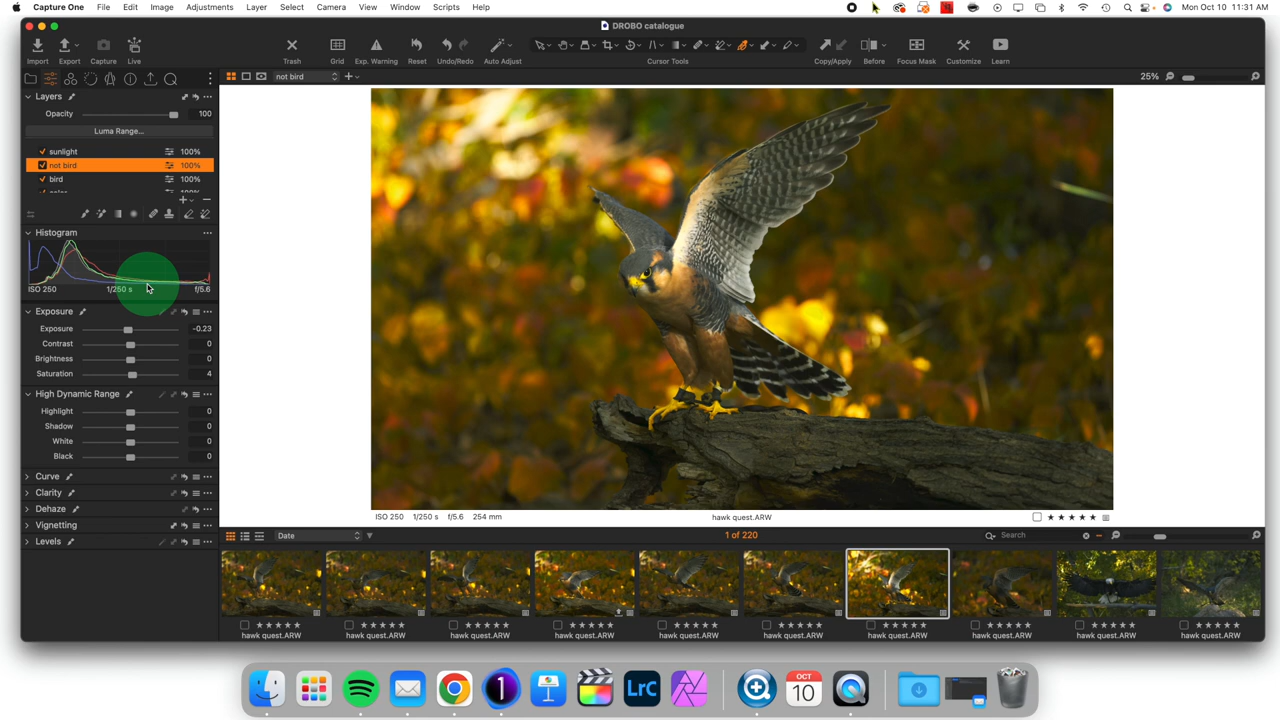 Capture One File Edit Image Adjustments Layer Select Camera View Window Scripts Help Mon Oct 10 11:31 AM
DROBO catalogue
Import Export Capture Live Trash Grid Exp. Warning Reset Undo/Redo Auto Adjust Cursor Tools Copy/Apply Before Focus Mask Customize Learn
not bird 25%
Layers
Opacity 100
Luma Range...
sunlight 100%
not bird 100%
bird 100%
Histogram
ISO 250 1/250 s f/5.6
Exposure
Exposure -0.23
Contrast 0
Brightness 0
Saturation 4
High Dynamic Range
Highlight 0
Shadow 0
White 0
Black 0
Curve
Clarity
Dehaze
Vignetting
Levels
ISO 250 1/250 s f/5.6 254 mm hawk quest.ARW
Date 1 of 220 Search
hawk quest.ARW hawk quest.ARW hawk quest.ARW hawk quest.ARW hawk quest.ARW hawk quest.ARW hawk quest.ARW hawk quest.ARW hawk quest.ARW hawk quest.ARW
1 LrC OCT
10